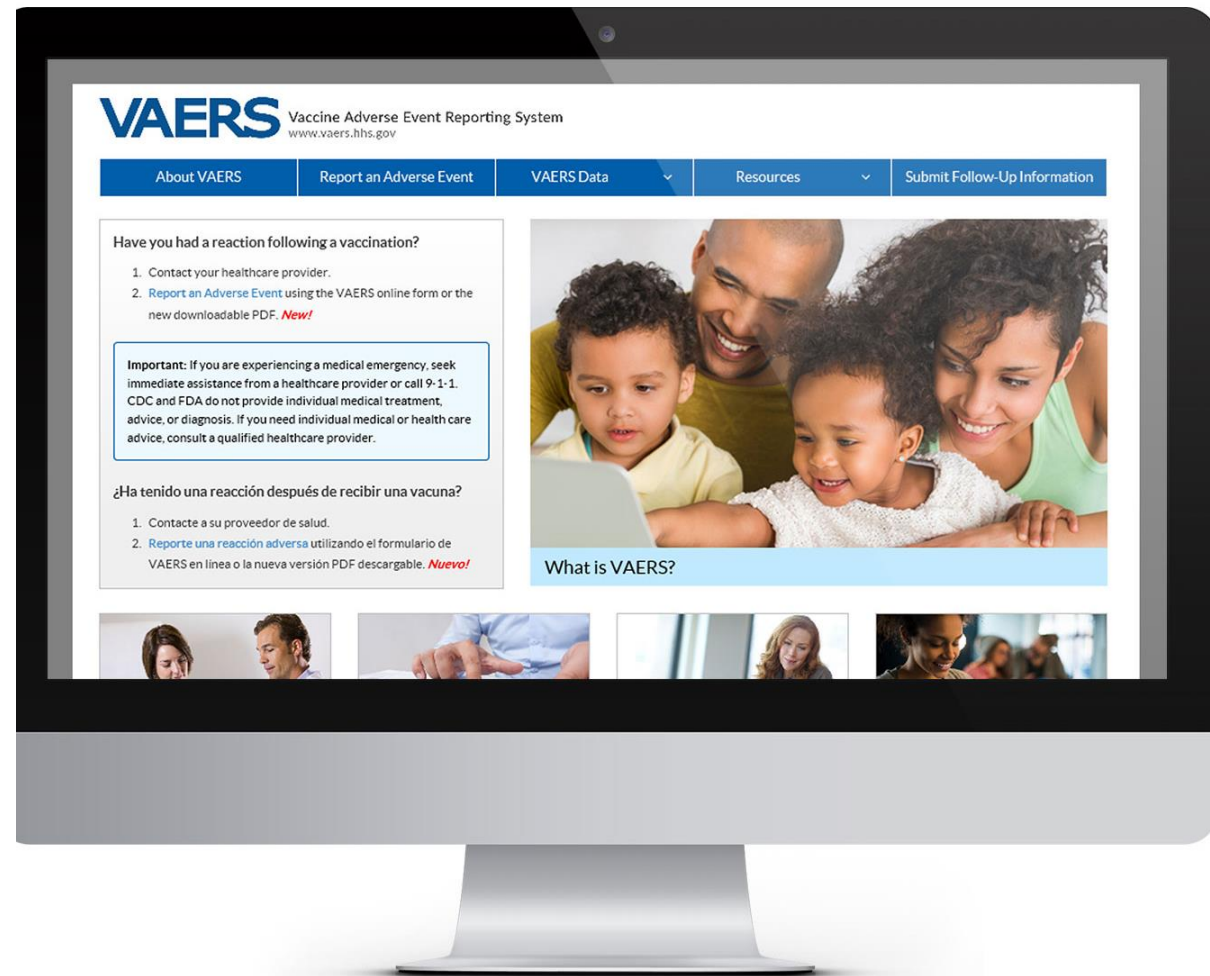 VAERS
Vaccine Adverse Event Reporting System
www.vaers.hhs.gov
About VAERS
Report an Adverse Event
VAERS Data
Resources
Submit Follow-Up Information
Have you had a reaction following a vaccination?
1. Contact your healthcare provider.
2. Report an Adverse Event using the VAERS online form or the
new downloadable PDF. New!
Important: If you are experiencing a medical emergency, seek
immediate assistance from a healthcare provider or call 9-1-1.
CDC and FDA do not provide individual medical treatment,
advice, or diagnosis. If you need individual medical or health care
advice, consult a qualified healthcare provider.
¿Ha tenido una reacción después de recibir una vacuna?
1. Contacte a su proveedor de salud.
2. Reporte una reacción adversa utilizando el formulario de
VAERS en línea o la nueva versión PDF descargable. Nuevo!
What is VAERS?